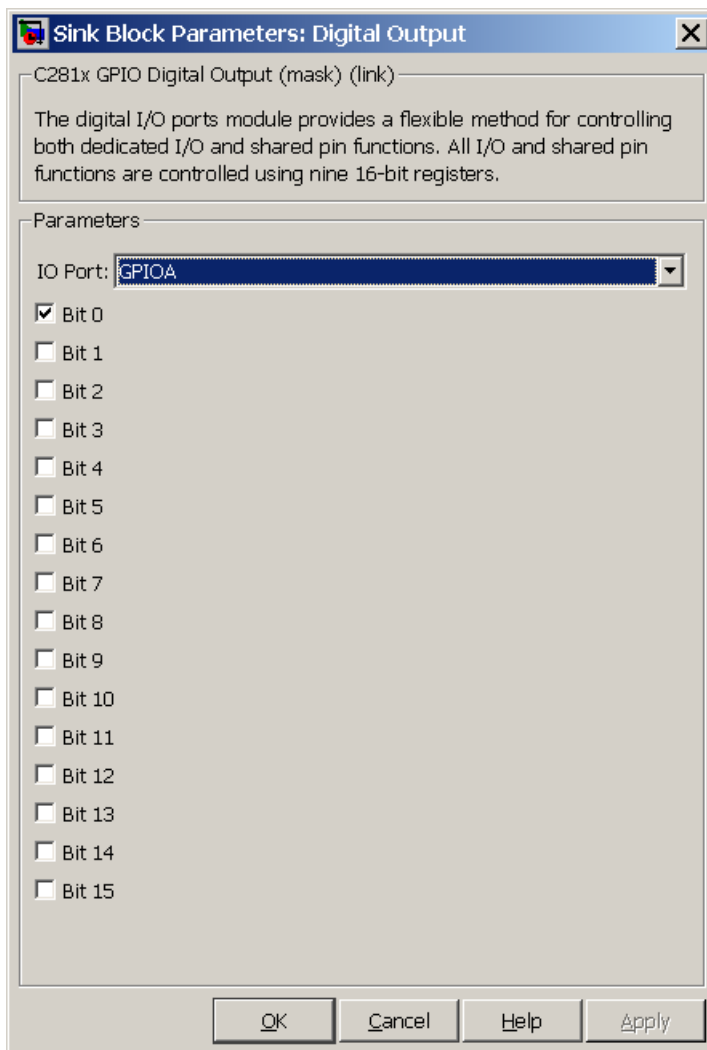 Sink Block Parameters: Digital Output
C281x GPIO Digital Output (mask) (link)
The digital I/O ports module provides a flexible method for controlling
both dedicated I/O and shared pin functions. All I/O and shared pin
functions are controlled using nine 16-bit registers.
Parameters
IO Port: GPIOA
Bit 0
Bit 1
Bit 2
Bit 3
Bit 4
Bit 5
Bit 6
Bit 7
Bit 8
Bit 9
Bit 10
Bit 11
Bit 12
Bit 13
Bit 14
Bit 15
OK Cancel Help Apply